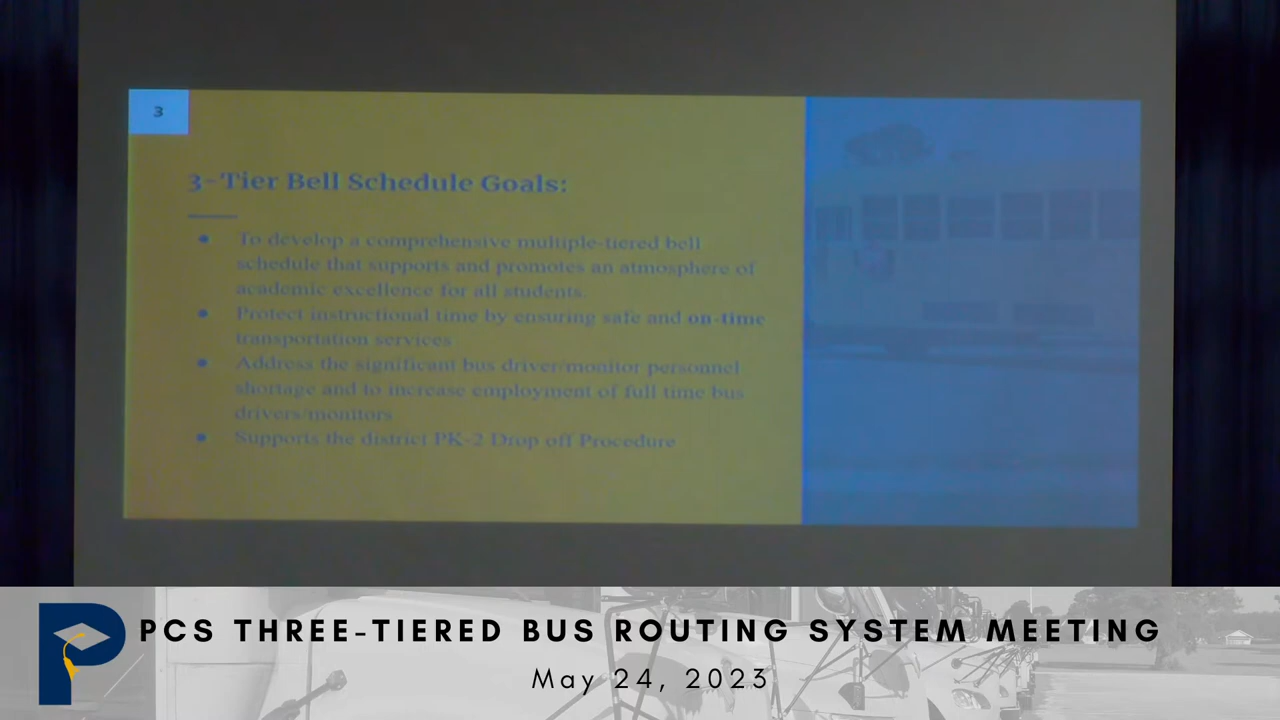 3
3-Tier Bell Schedule Goals:
● To develop a comprehensive multiple-tiered bell
schedule that supports and promotes an atmosphere of
academic excellence for all students.
● Protect instructional time by ensuring safe and on-time
transportation services
● Address the significant bus driver/monitor personnel
shortage and to increase employment of full time bus
drivers/monitors
● Supports the district PK-2 Drop off Procedure
P
PCS THREE-TIERED BUS ROUTING SYSTEM MEETING
May 24, 2023